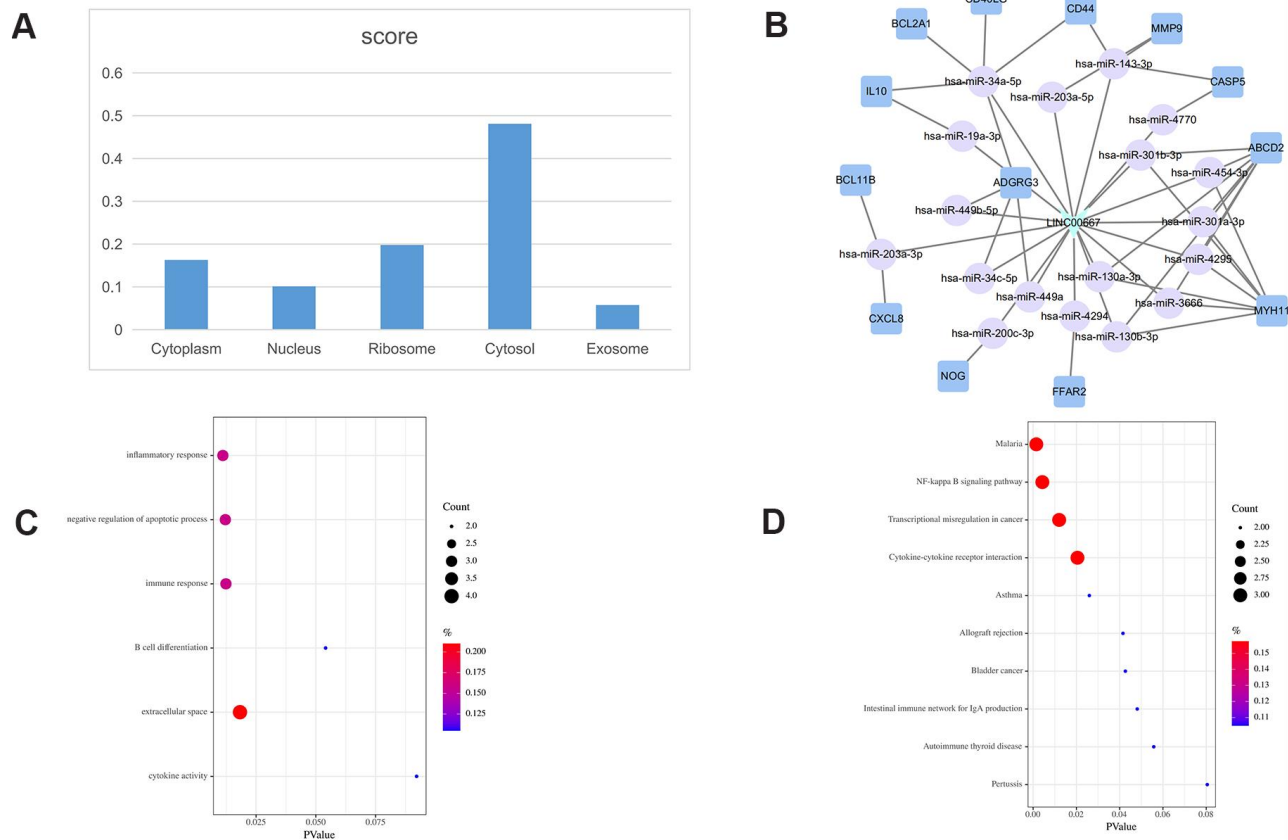 A
score
0.6
0.5
0.4
0.3
0.2
0.1
0
Cytoplasm
Nucleus
Ribosome
Cytosol
Exosome
B
CD44
BCL2A1
MMP9
hsa-miR-143-3p
hsa-miR-34a-5p
CASP5
IL10
hsa-miR-203a-5p
hsa-miR-4770
hsa-miR-19a-3p
ABCD2
hsa-miR-301b-3p
hsa-miR-454-3p
BCL11B
ADGRG3
hsa-miR-449b-5p
LINC00667
hsa-miR-301a-3p
hsa-miR-203a-3p
hsa-miR-4295
hsa-miR-34c-5p
hsa-miR-130a-3p
hsa-miR-449a
hsa-miR-3666
MYH11
CXCL8
hsa-miR-4294
hsa-miR-200c-3p
hsa-miR-130b-3p
NOG
FFAR2
C
inflammatory response
negative regulation of apoptotic process
immune response
B cell differentiation
extracellular space
cytokine activity
0.025
0.050
0.075
PValue
Count
2.0
2.5
3.0
3.5
4.0
%
0.200
0.175
0.150
0.125
D
Malaria
NF-kappa B signaling pathway
Transcriptional misregulation in cancer
Cytokine-cytokine receptor interaction
Asthma
Allograft rejection
Bladder cancer
Intestinal immune network for IgA production
Autoimmune thyroid disease
Pertussis
0.00
0.02
0.04
0.06
0.08
PValue
Count
2.00
2.25
2.50
2.75
3.00
%
0.15
0.14
0.13
0.12
0.11